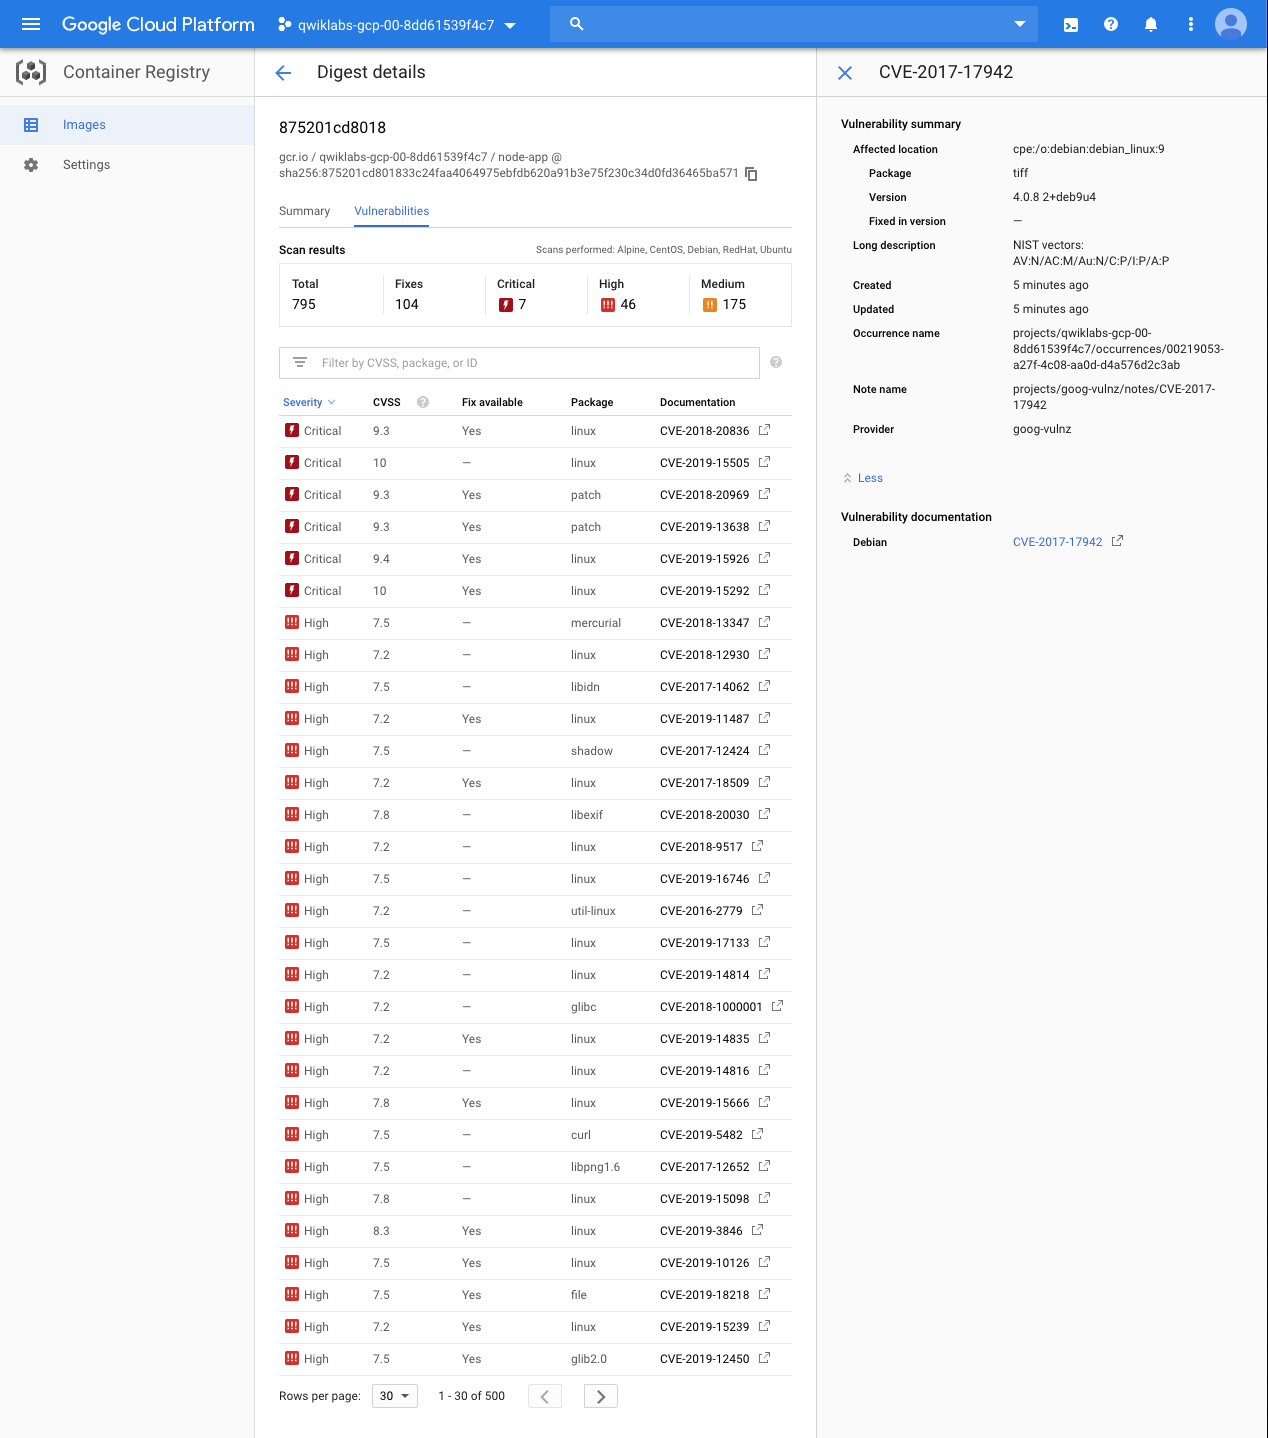 Google Cloud Platform
qwiklabs-gcp-00-8dd61539f4c7
Container Registry
Images
Settings
Digest details
875201cd8018
gcr.io / qwiklabs-gcp-00-8dd61539f4c7 / node-app @
sha256:875201cd801833c24faa4064975ebfdb620a91b3e75f230c34d0fd36465ba571
Summary Vulnerabilities
Scan results Scans performed: Alpine, CentOS, Debian, RedHat, Ubuntu
Total Fixes Critical High Medium
795 104 7 46 175
Filter by CVSS, package, or ID
Severity CVSS Fix available Package Documentation
Critical 9.3 Yes linux CVE-2018-20836
Critical 10 — linux CVE-2019-15505
Critical 9.3 Yes patch CVE-2018-20969
Critical 9.3 Yes patch CVE-2019-13638
Critical 9.4 Yes linux CVE-2019-15926
Critical 10 Yes linux CVE-2019-15292
High 7.5 — mercurial CVE-2018-13347
High 7.2 — linux CVE-2018-12930
High 7.5 — libidn CVE-2017-14062
High 7.2 Yes linux CVE-2019-11487
High 7.5 — shadow CVE-2017-12424
High 7.2 Yes linux CVE-2017-18509
High 7.8 — libexif CVE-2018-20030
High 7.2 — linux CVE-2018-9517
High 7.5 — linux CVE-2019-16746
High 7.2 — util-linux CVE-2016-2779
High 7.5 — linux CVE-2019-17133
High 7.2 — linux CVE-2019-14814
High 7.2 — glibc CVE-2018-1000001
High 7.2 Yes linux CVE-2019-14835
High 7.2 — linux CVE-2019-14816
High 7.8 Yes linux CVE-2019-15666
High 7.5 — curl CVE-2019-5482
High 7.5 — libpng1.6 CVE-2017-12652
High 7.8 — linux CVE-2019-15098
High 8.3 Yes linux CVE-2019-3846
High 7.5 Yes linux CVE-2019-10126
High 7.5 Yes file CVE-2019-18218
High 7.2 Yes linux CVE-2019-15239
High 7.5 Yes glib2.0 CVE-2019-12450
Rows per page: 30 1 - 30 of 500
CVE-2017-17942
Vulnerability summary
Affected location cpe:/o:debian:debian_linux:9
Package tiff
Version 4.0.8 2+deb9u4
Fixed in version —
Long description NIST vectors:
AV:N/AC:M/Au:N/C:P/I:P/A:P
Created 5 minutes ago
Updated 5 minutes ago
Occurrence name projects/qwiklabs-gcp-00-
8dd61539f4c7/occurrences/00219053-
a27f-4c08-aa0d-d4a576d2c3ab
Note name projects/goog-vulnz/notes/CVE-2017-
17942
Provider goog-vulnz
Less
Vulnerability documentation
Debian CVE-2017-17942